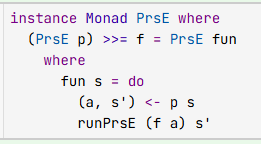 instance Monad PrsE where
  (PrsE p) >>= f = PrsE fun
    where
      fun s = do
        (a, s') <- p s
        runPrsE (f a) s'